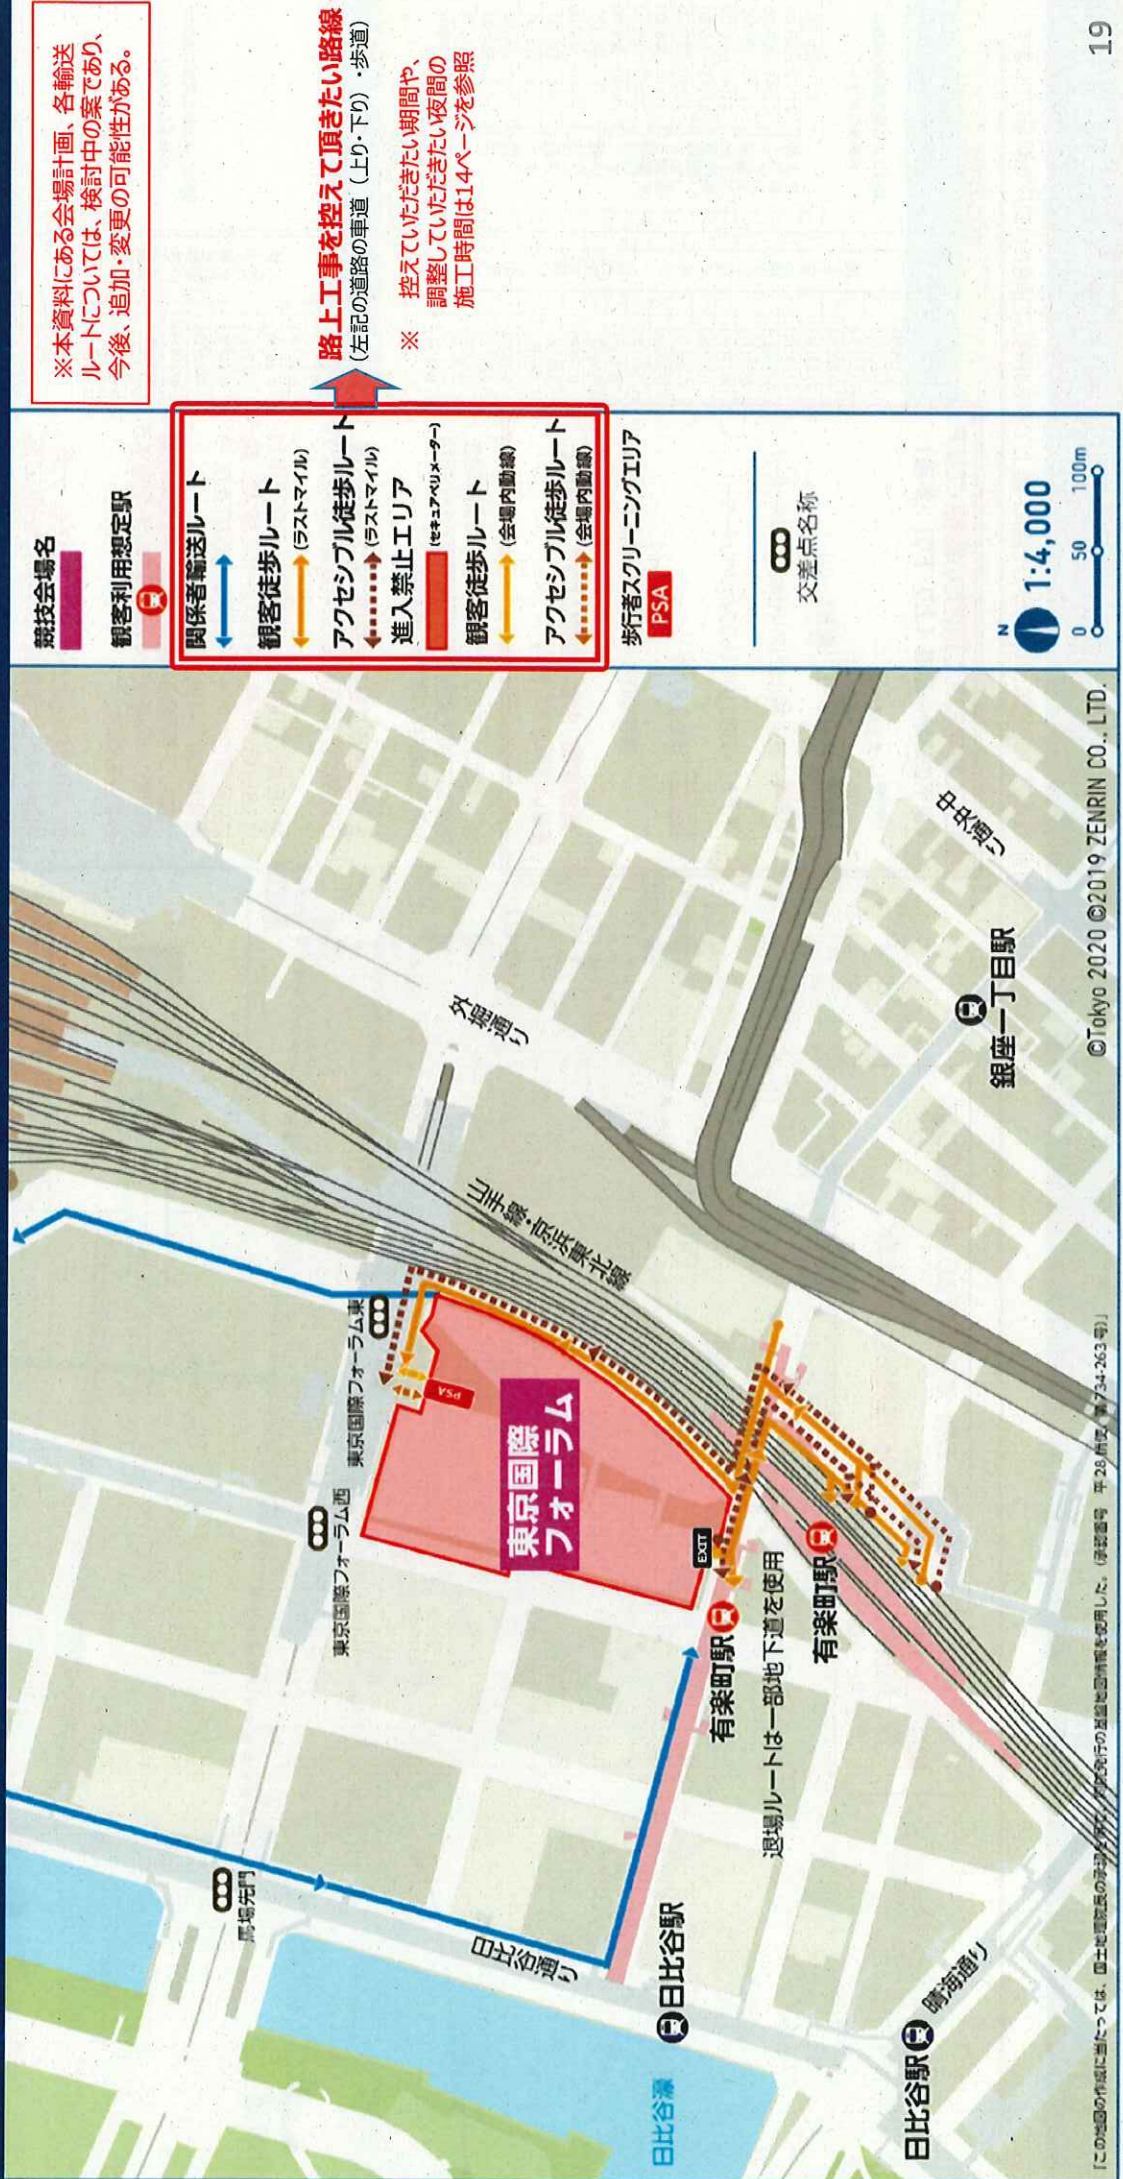 ※本資料にある会場計画、各輸送
ルートについては、検討中の案であり、
今後、追加・変更の可能性がある。
競技会場名
観客利用想定駅
関係者輸送ルート
観客徒歩ルート
(ラストマイル)
アクセシブル徒歩ルート
(ラストマイル)
進入禁止エリア
(セキュアペリメーター)
観客徒歩ルート
(会場内動線)
アクセシブル徒歩ルート
(会場内動線)
歩行者スクリーニングエリア
PSA
交差点名称
N
1:4,000
0 50 100m
路上工事を控えて頂きたい路線
(左記の道路の車道（上り・下り）・歩道)
※ 控えていただきたい期間や、
調整していただきたい夜間の
施工時間は14ページを参照
馬場先門
東京国際フォーラム西
東京国際フォーラム東
PSA
外堀通り
山手線・京浜東北線
東京国際
フォーラム
EXIT
日比谷通り
日比谷濠
日比谷駅
有楽町駅
退場ルートは一部地下道を使用
有楽町駅
日比谷駅
晴海通り
中央通り
銀座一丁目駅
©Tokyo 2020 ©2019 ZENRIN CO., LTD.
19